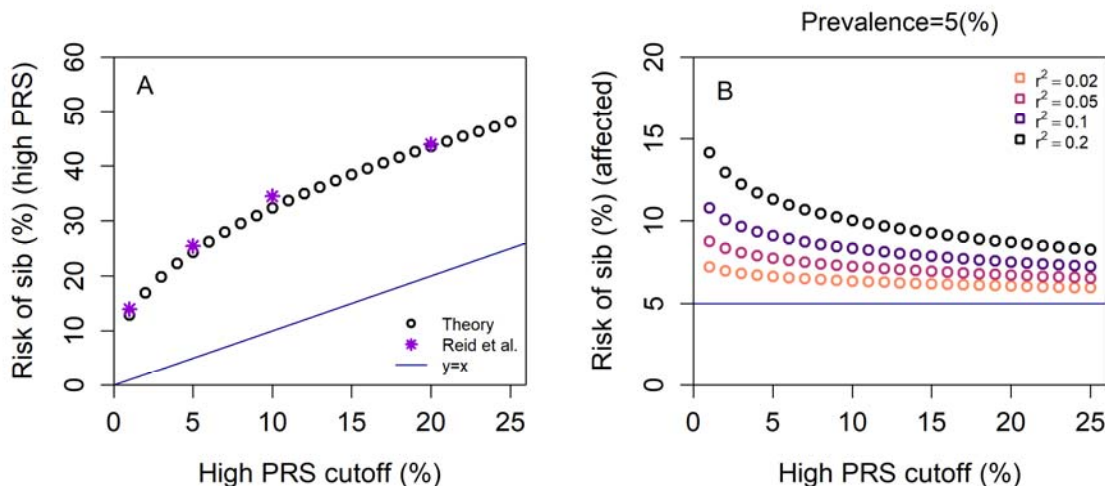 A
Risk of sib (%) (high PRS)
60
50
40
30
20
10
0
Theory
Reid et al.
y=x
0 5 10 15 20 25
High PRS cutoff (%)
Prevalence=5(%)
B
Risk of sib (%) (affected)
20
15
10
5
0
r² = 0.02
r² = 0.05
r² = 0.1
r² = 0.2
0 5 10 15 20 25
High PRS cutoff (%)